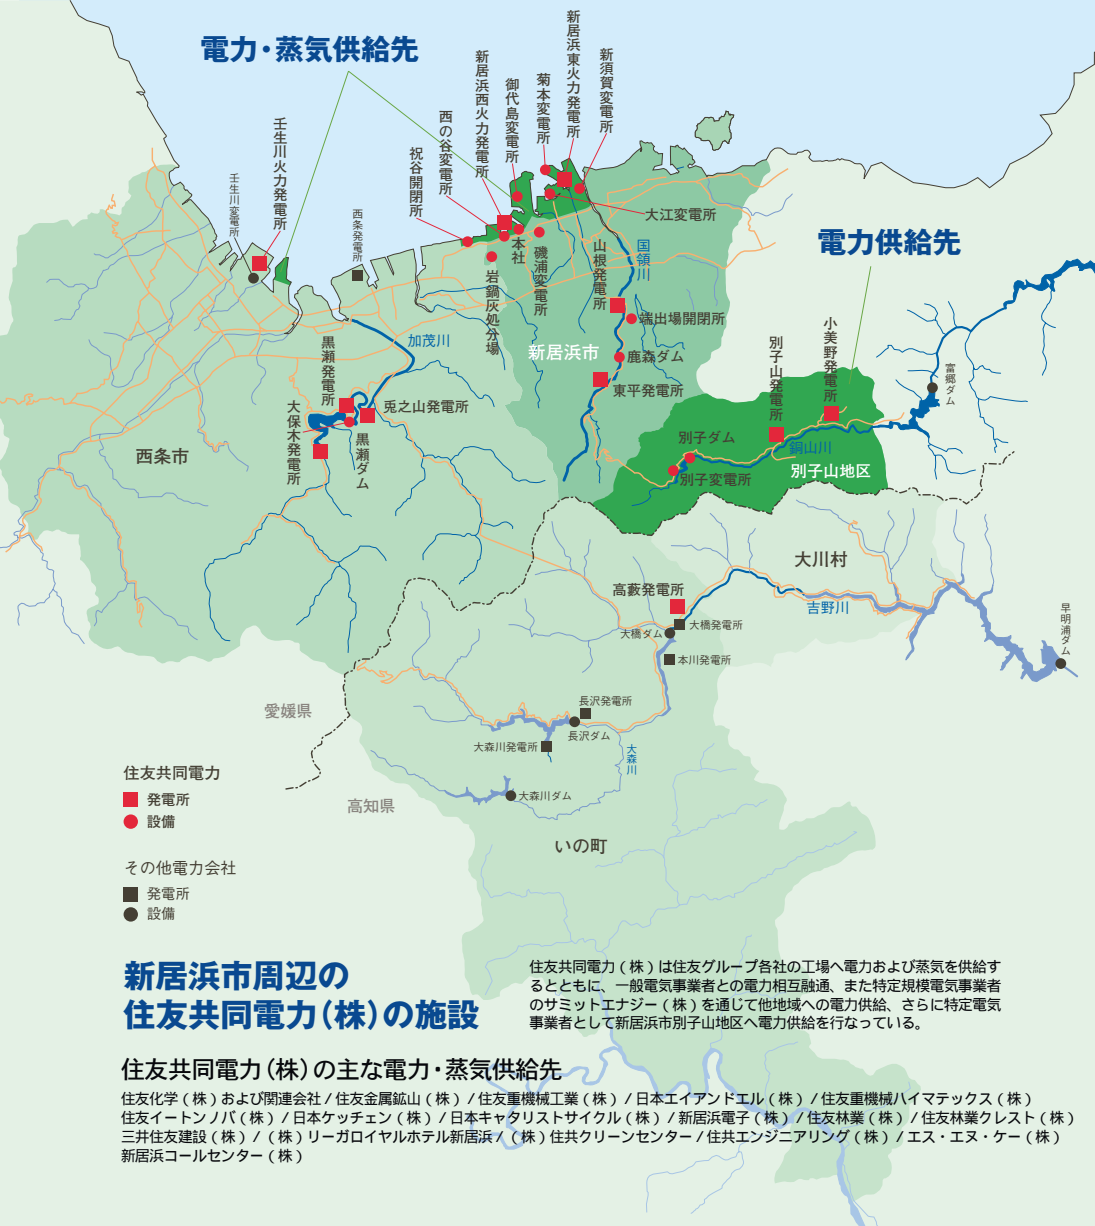 電力・蒸気供給先
新居浜東火力発電所
新須賀変電所
菊本変電所
御代島変電所
新居浜西火力発電所
西の谷変電所
祝谷開閉所
壬生川火力発電所
壬生川変電所
西条発電所
大江変電所
本社
磯浦変電所
岩鍋灰処分場
山根発電所
国領川
端出場開閉所
新居浜市
鹿森ダム
東平発電所
電力供給先
小美野発電所
別子山発電所
富郷ダム
加茂川
黒瀬発電所
兎之山発電所
大保木発電所
黒瀬ダム
西条市
別子ダム
銅山川
別子変電所
別子山地区
大川村
高薮発電所
吉野川
大橋発電所
大橋ダム
早明浦ダム
本川発電所
長沢発電所
長沢ダム
大森川発電所
大森川
大森川ダム
愛媛県
高知県
いの町
住友共同電力
発電所
設備
その他電力会社
発電所
設備
新居浜市周辺の
住友共同電力(株)の施設
住友共同電力(株)は住友グループ各社の工場へ電力および蒸気を供給す
るとともに、一般電気事業者との電力相互融通、また特定規模電気事業者
のサミットエナジー(株)を通じて他地域への電力供給、さらに特定電気
事業者として新居浜市別子山地区へ電力供給を行なっている。
住友共同電力(株)の主な電力・蒸気供給先
住友化学(株)および関連会社/住友金属鉱山(株)/住友重機械工業(株)/日本エイアンドエル(株)/住友重機械ハイマテックス(株)
住友イートンノバ(株)/日本ケッチェン(株)/日本キャタリストサイクル(株)/新居浜電子(株)/住友林業(株)/住友林業クレスト(株)
三井住友建設(株)/(株)リーガロイヤルホテル新居浜/(株)住共クリーンセンター/住共エンジニアリング(株)/エス・エヌ・ケー(株)
新居浜コールセンター(株)